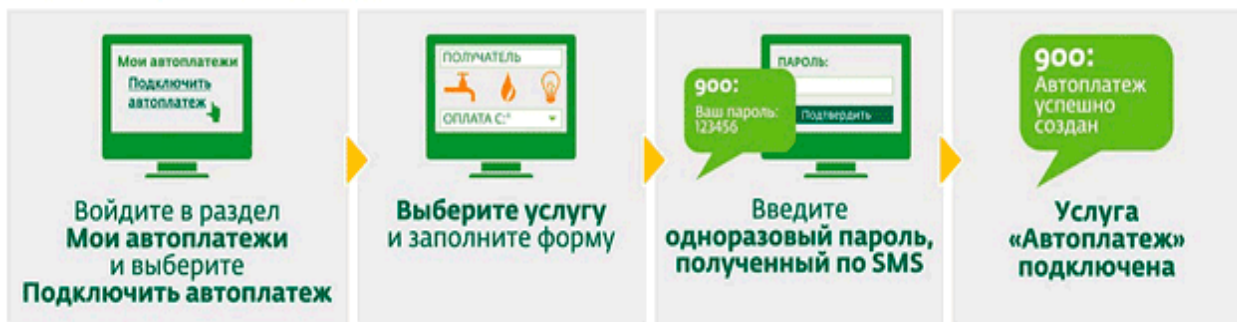 Мои автоплатежи
Подключить
автоплатеж
Войдите в раздел
Мои автоплатежи
и выберите
Подключить автоплатеж
ПОЛУЧАТЕЛЬ
ОПЛАТА С:*
Выберите услугу
и заполните форму
ПАРОЛЬ:
900:
Ваш пароль:
123456
Подтвердить
Введите
одноразовый пароль,
полученный по SMS
900:
Автоплатеж
успешно
создан
Услуга
«Автоплатеж»
подключена